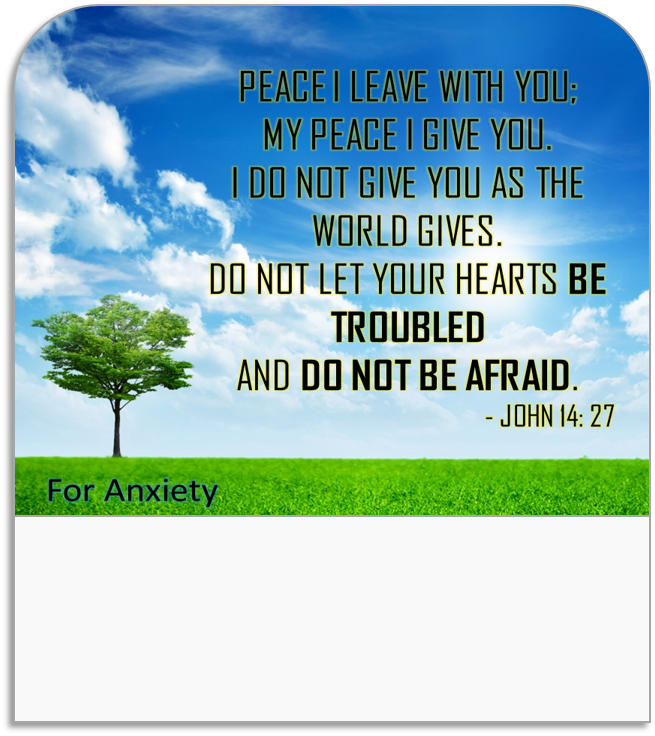 PEACE I LEAVE WITH YOU;
MY PEACE I GIVE YOU.
I DO NOT GIVE YOU AS THE
WORLD GIVES.
DO NOT LET YOUR HEARTS BE
TROUBLED
AND DO NOT BE AFRAID.
- JOHN 14: 27
For Anxiety